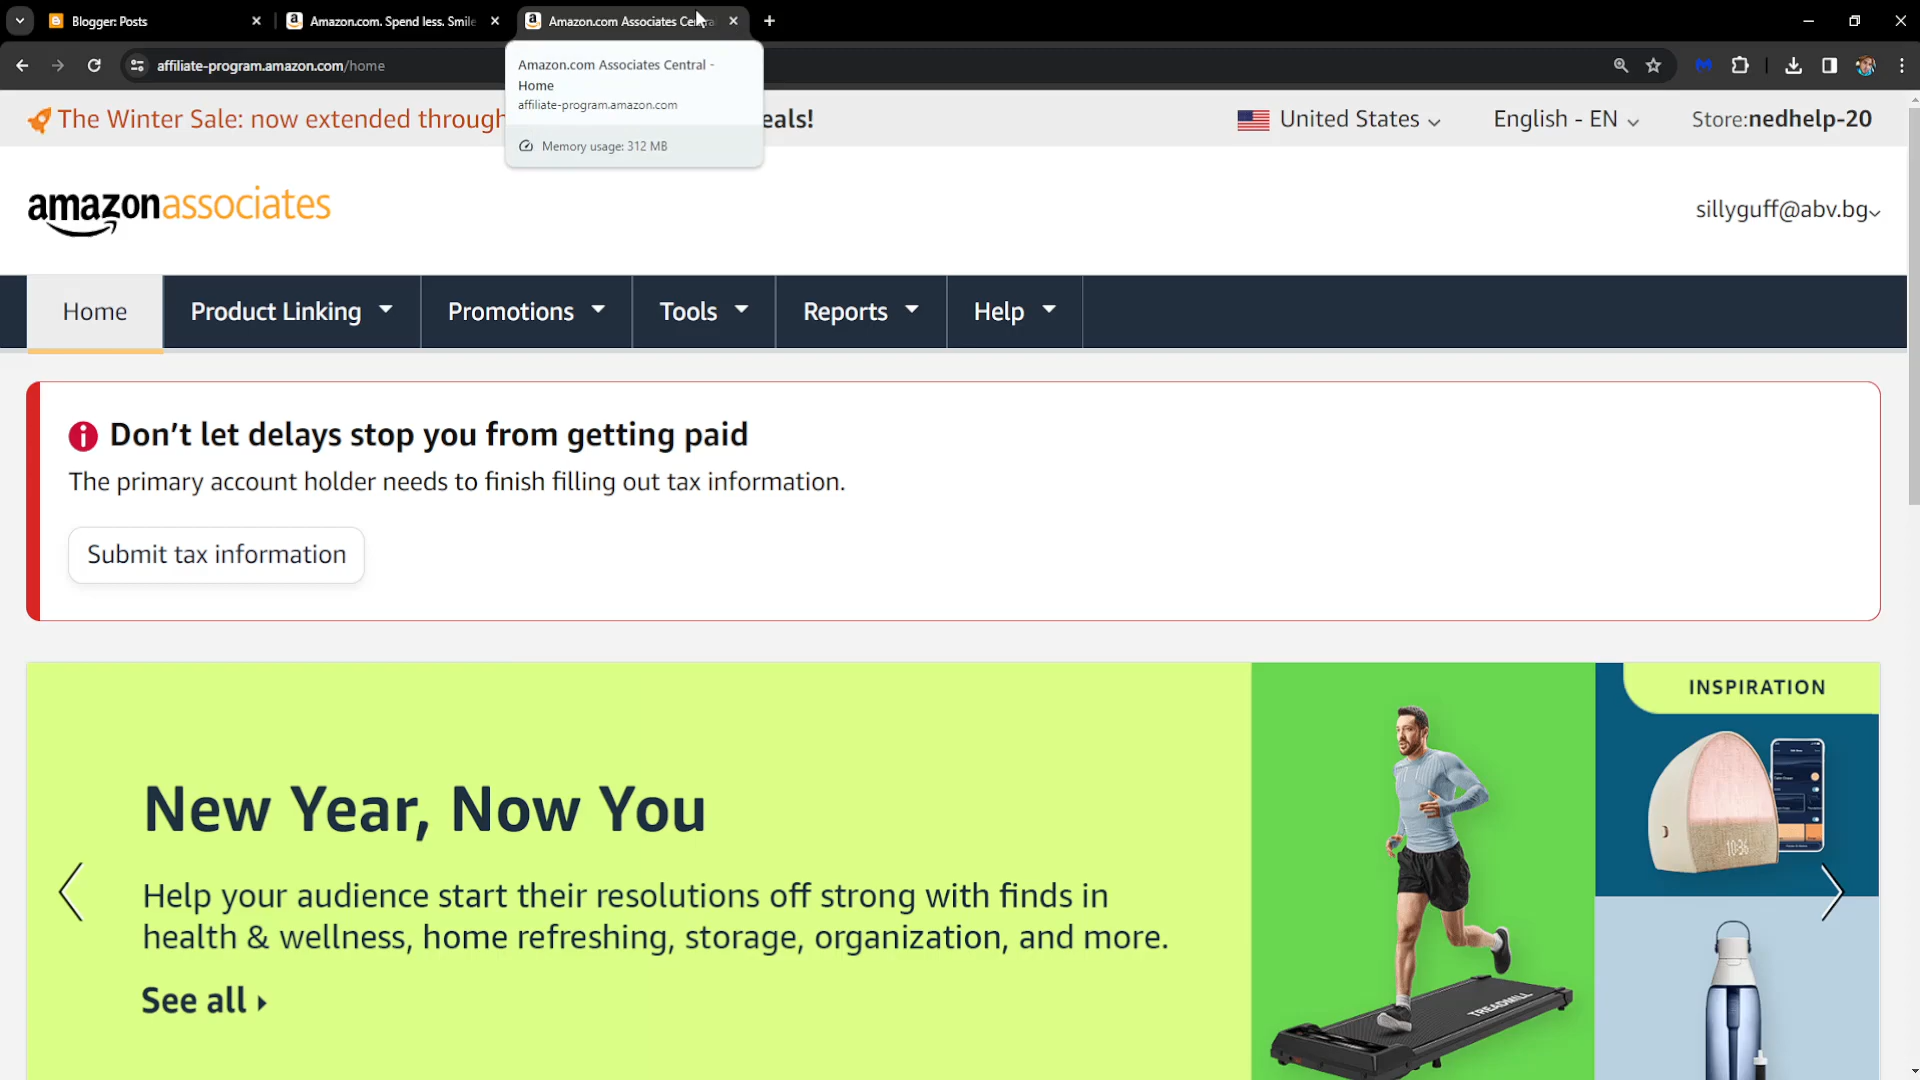 Blogger: Posts
Amazon.com. Spend less. Smile
Amazon.com Associates Ce
affiliate-program.amazon.com/home
Amazon.com Associates Central -
Home
affiliate-program.amazon.com
Memory usage: 312 MB
The Winter Sale: now extended through
eals!
United States
English - EN
Store:nedhelp-20
amazonassociates
sillyguff@abv.bg
Home
Product Linking
Promotions
Tools
Reports
Help
Don’t let delays stop you from getting paid
The primary account holder needs to finish filling out tax information.
Submit tax information
INSPIRATION
New Year, Now You
10:36
Help your audience start their resolutions off strong with finds in
health & wellness, home refreshing, storage, organization, and more.
See all
TREADMILL